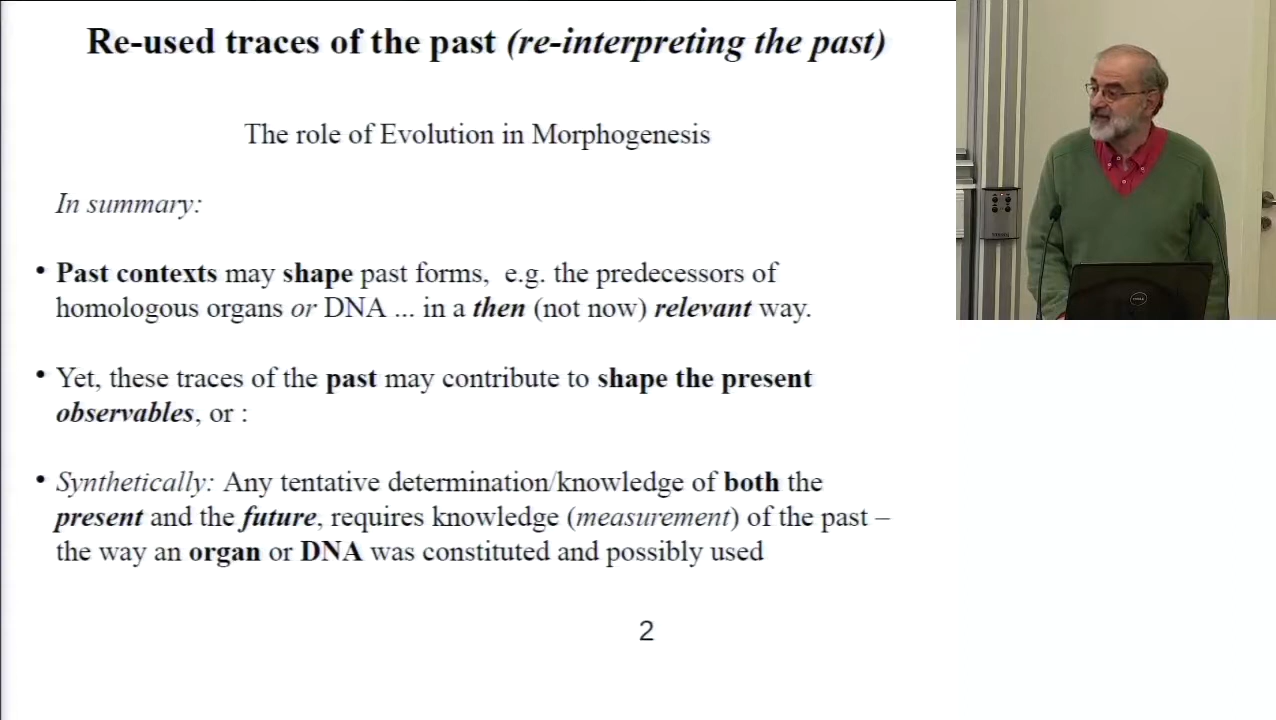 Re-used traces of the past (re-interpreting the past)
The role of Evolution in Morphogenesis
In summary:
• Past contexts may shape past forms, e.g. the predecessors of
homologous organs or DNA ... in a then (not now) relevant way.
• Yet, these traces of the past may contribute to shape the present
observables, or :
• Synthetically: Any tentative determination/knowledge of both the
present and the future, requires knowledge (measurement) of the past –
the way an organ or DNA was constituted and possibly used
2